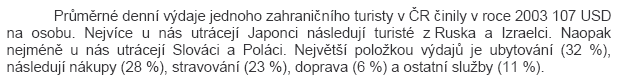 Průměrné denní výdaje jednoho zahraničního turisty v ČR činily v roce 2003 107 USD
na osobu. Nejvíce u nás utrácejí Japonci následují turisté z Ruska a Izraelci. Naopak
nejméně u nás utrácejí Slováci a Poláci. Největší položkou výdajů je ubytování (32 %),
následují nákupy (28 %), stravování (23 %), doprava (6 %) a ostatní služby (11 %).